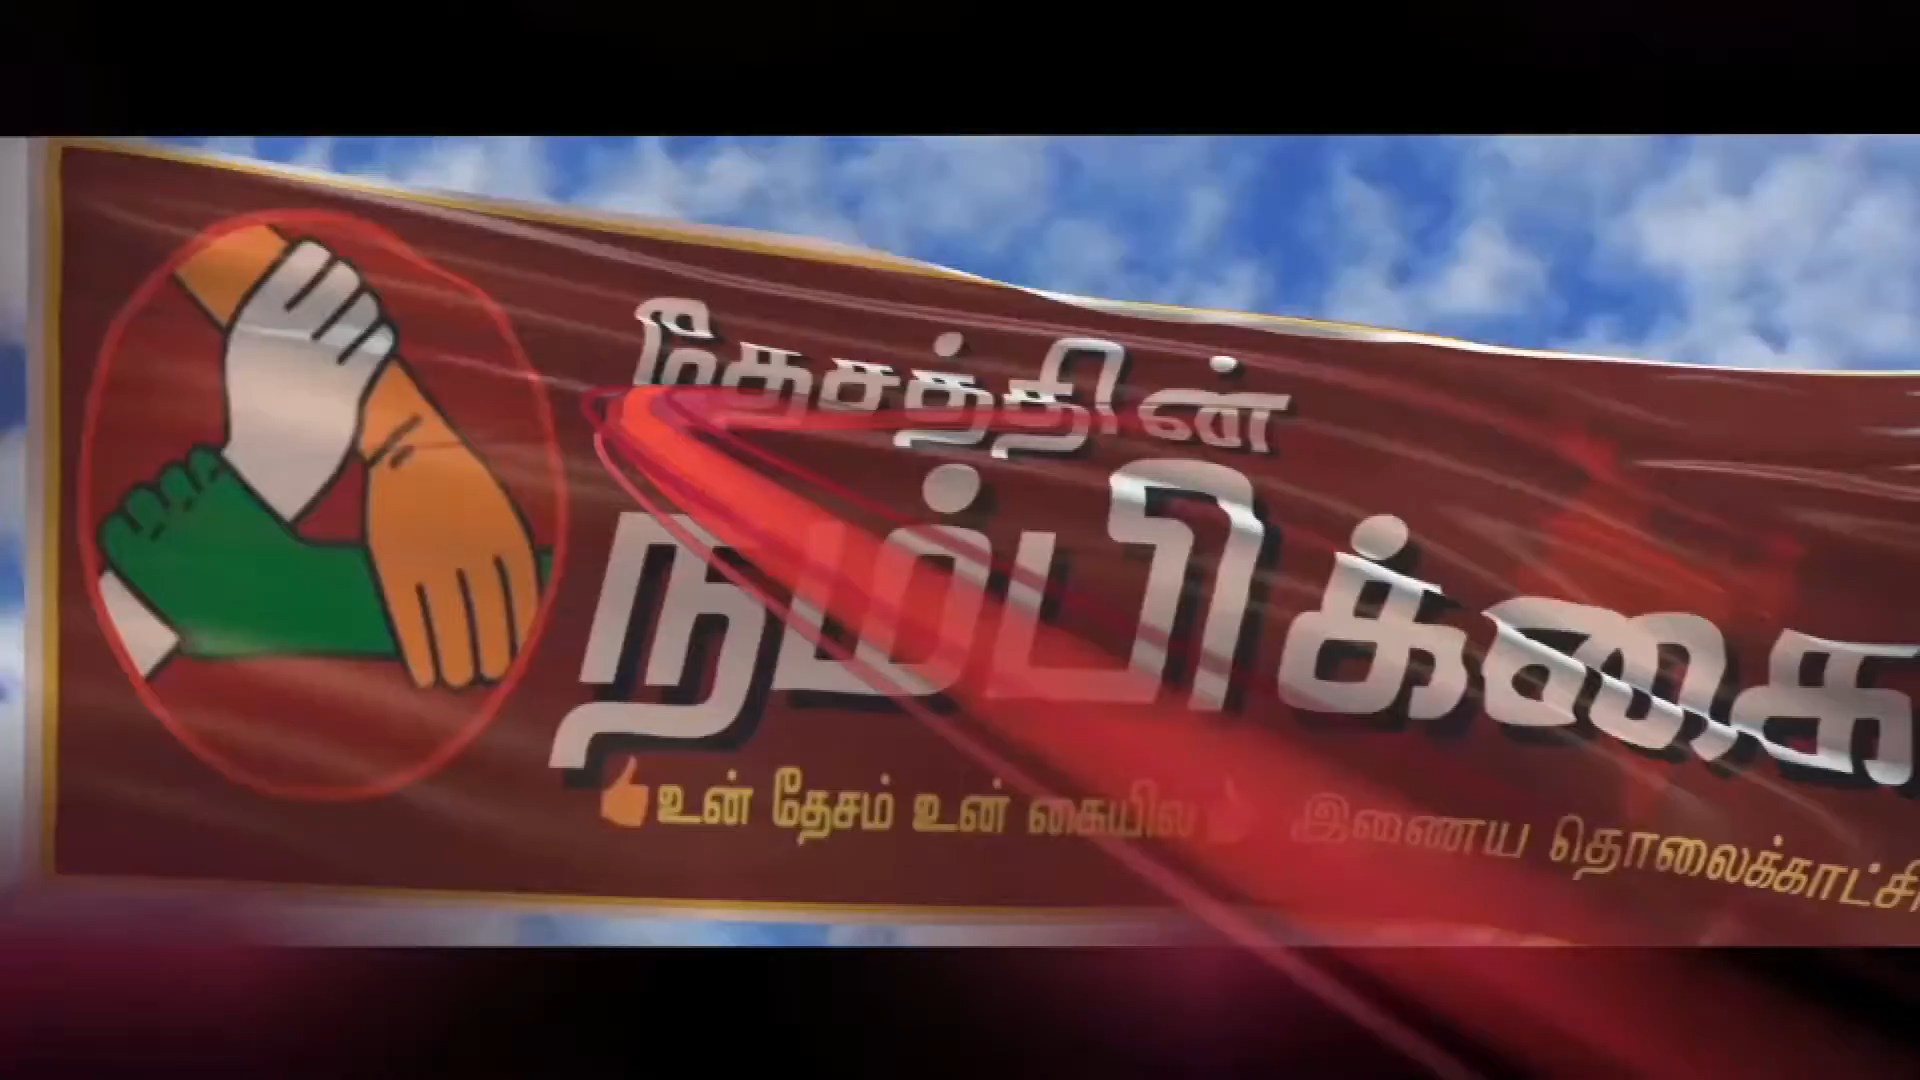 தேசத்தின்
நம்பிக்கை
உன் தேசம் உன் கையில்
இணைய தொலைக்காட்சி